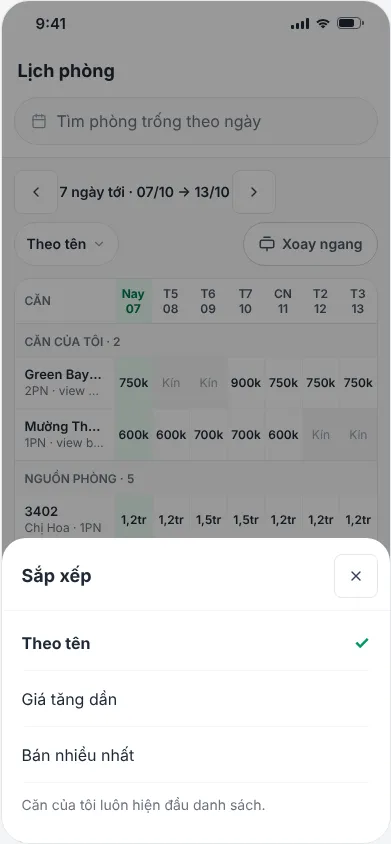 9:41
Lịch phòng
Tìm phòng trống theo ngày
7 ngày tới · 07/10 → 13/10
Theo tên
Xoay ngang
CĂN Nay 07 T5 08 T6 09 T7 10 CN 11 T2 12 T3 13
CĂN CỦA TÔI · 2
Green Bay...
2PN · view ...
750k Kín Kín 900k 750k 750k 750k
Mường Th...
1PN · view b...
600k 600k 700k 700k 600k Kín Kín
NGUỒN PHÒNG · 5
3402
Chị Hoa · 1PN
1,2tr 1,2tr 1,5tr 1,5tr 1,2tr 1,2tr 1,2tr
Sắp xếp
Theo tên
Giá tăng dần
Bán nhiều nhất
Căn của tôi luôn hiện đầu danh sách.